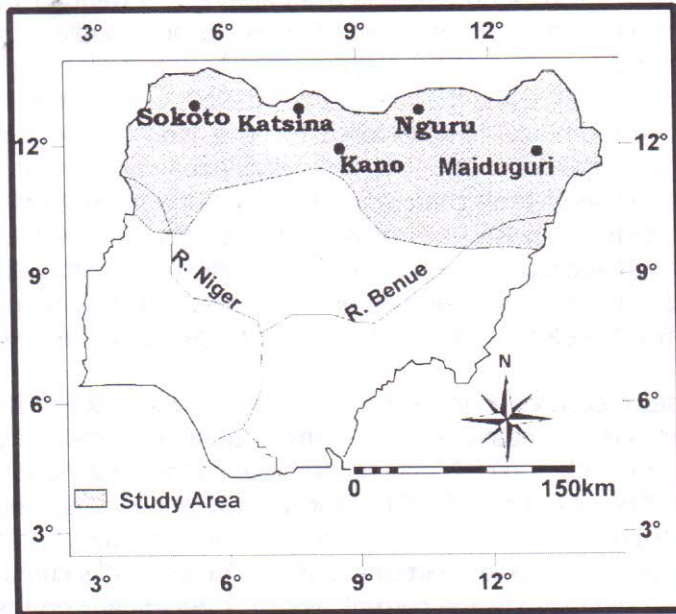 3° 6° 9° 12°
Sokoto Katsina Nguru
12° Kano Maiduguri 12°
9° R. Niger R. Benue 9°
N
6° 6°
0 150km
Study Area
3° 3°
3° 6° 9° 12°